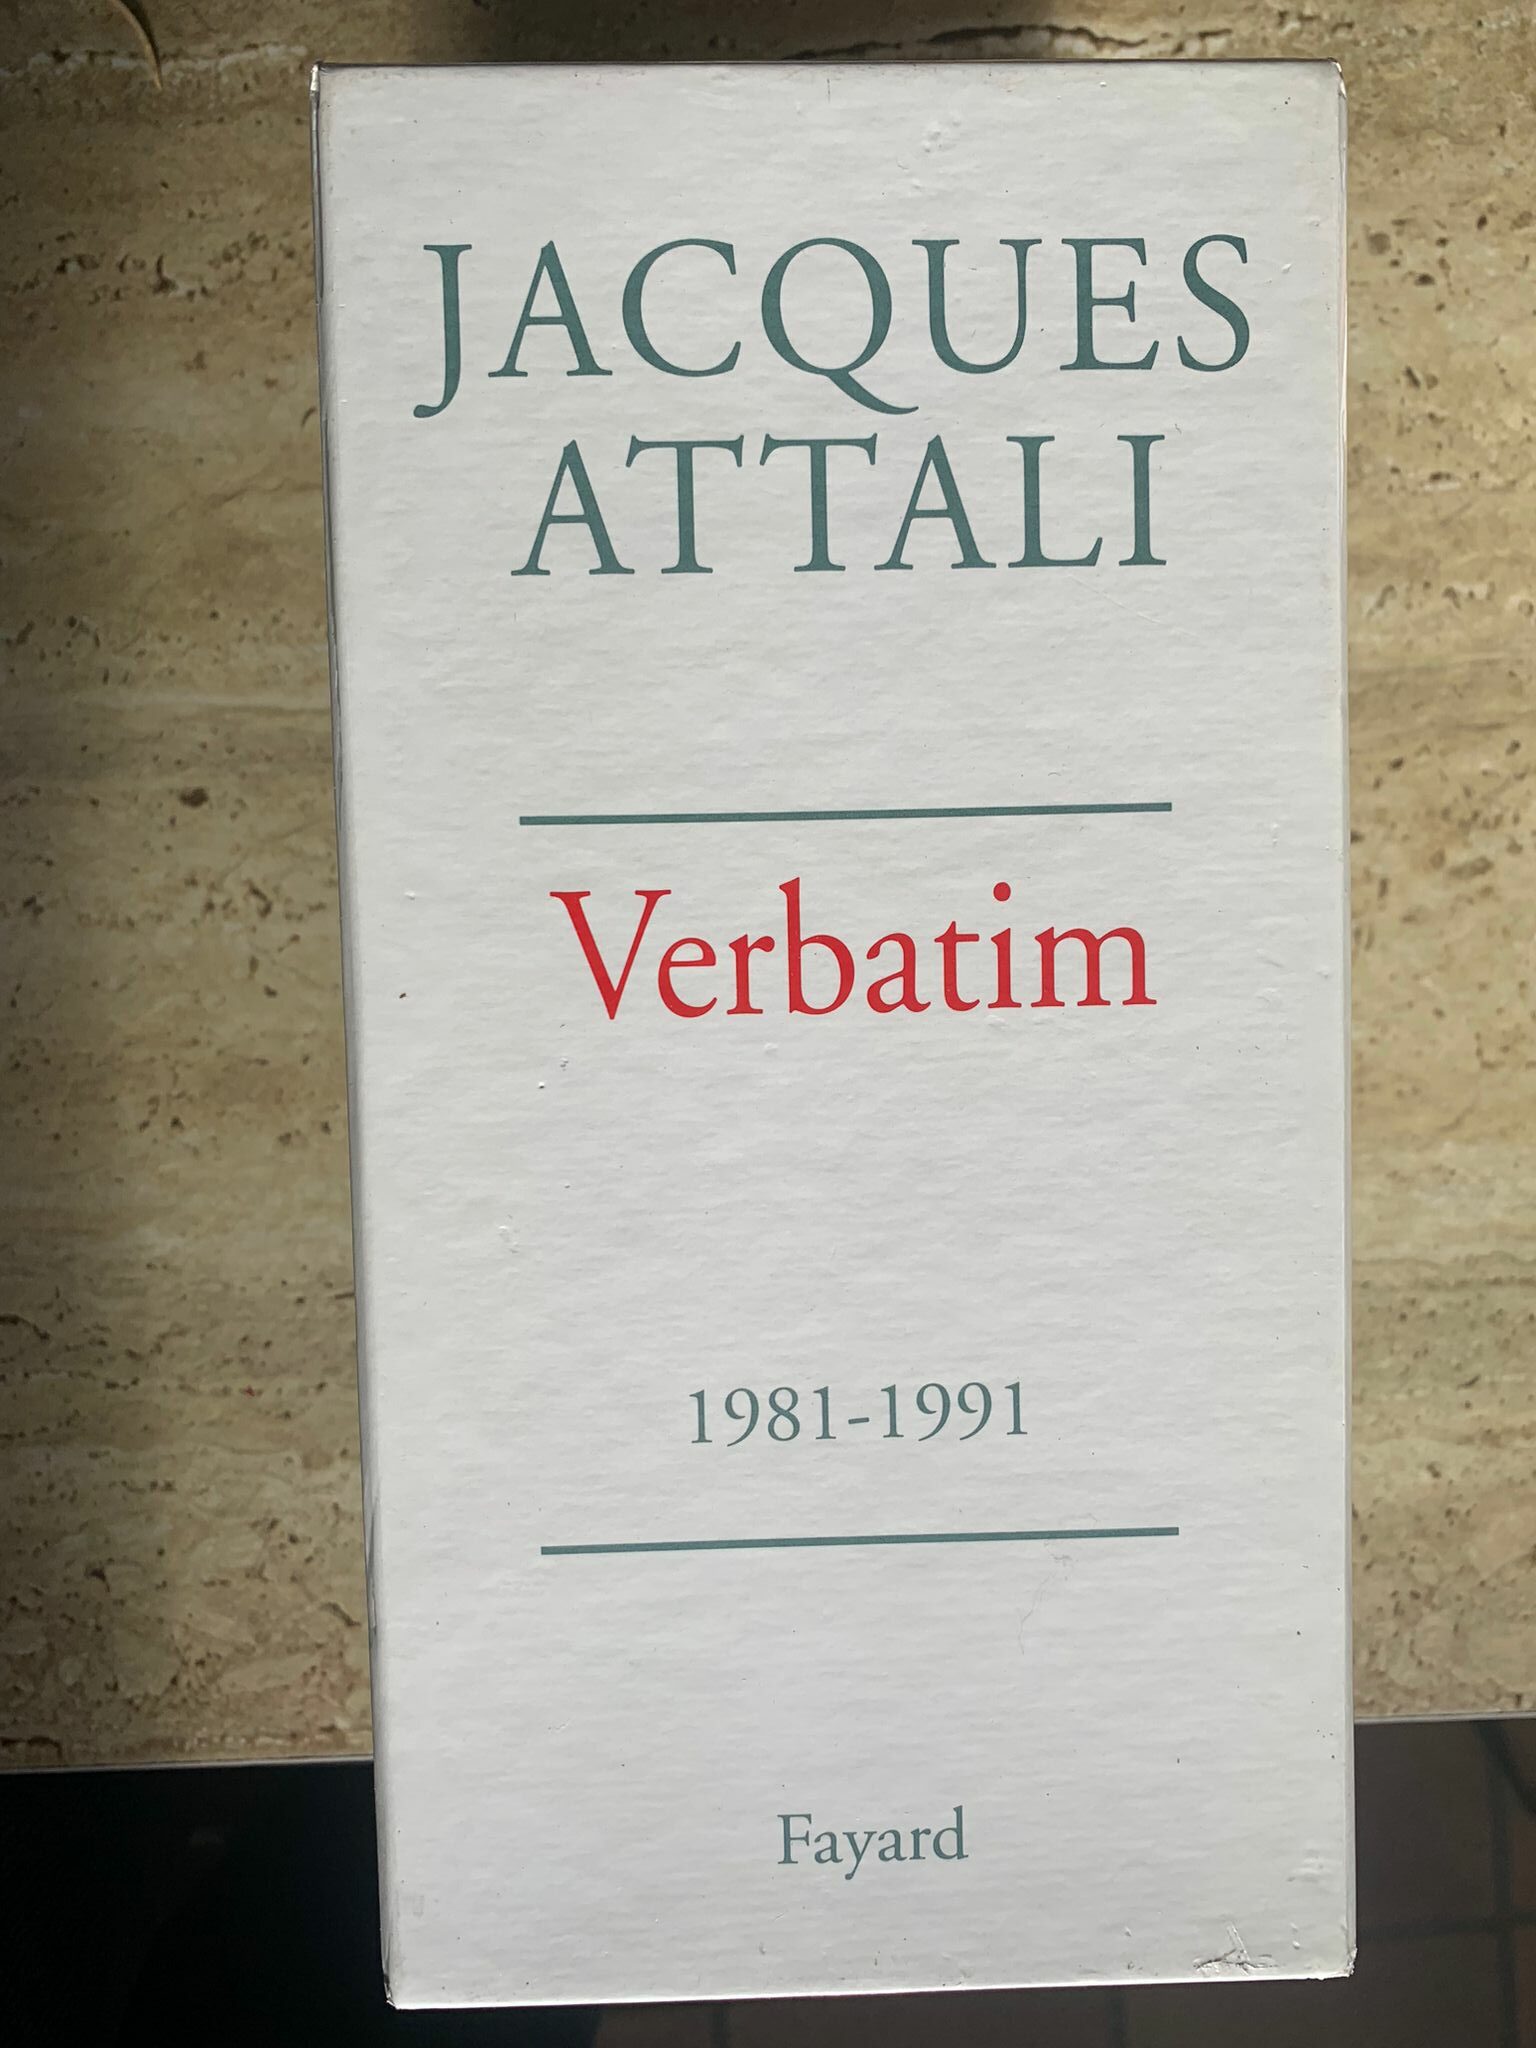 JACQUES
ATTALI
Verbatim
1981-1991
Fayard